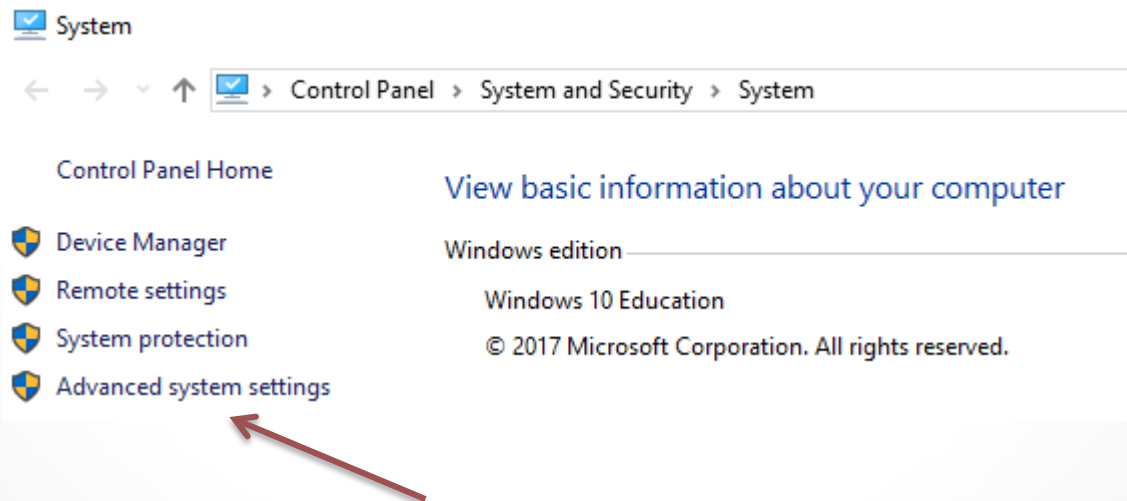 System
Control Panel > System and Security > System
Control Panel Home
Device Manager
Remote settings
System protection
Advanced system settings
View basic information about your computer
Windows edition
Windows 10 Education
© 2017 Microsoft Corporation. All rights reserved.